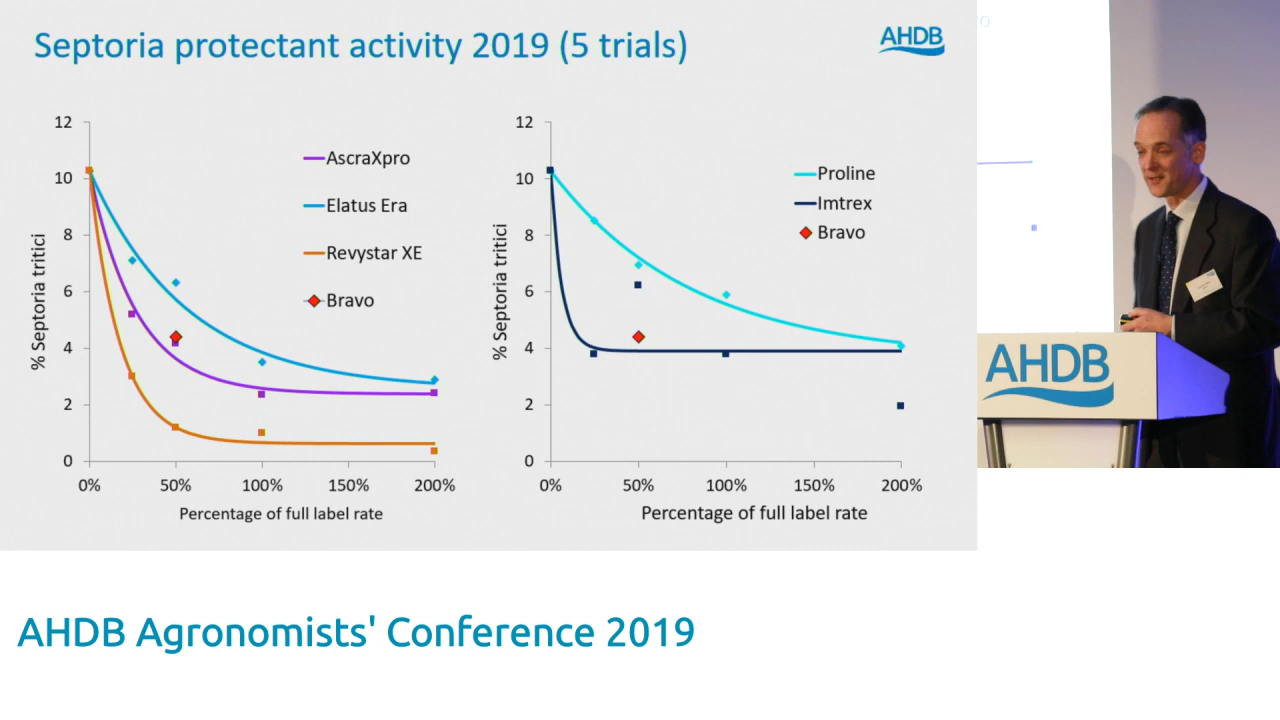 Septoria protectant activity 2019 (5 trials)
AHDB
12
10
8
6
4
2
0
% Septoria tritici
0%
50%
100%
150%
200%
Percentage of full label rate
AscraXpro
Elatus Era
Revystar XE
Bravo
12
10
8
6
4
2
0
% Septoria tritici
0%
50%
100%
150%
200%
Percentage of full label rate
Proline
Imtrex
Bravo
AHDB
AHDB Agronomists' Conference 2019